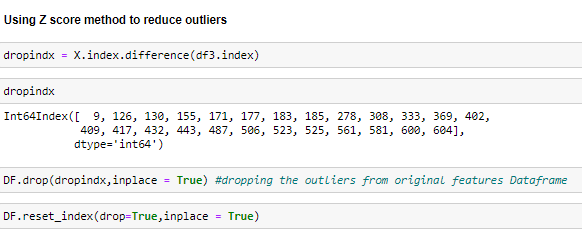 Using Z score method to reduce outliers
dropindx = X.index.difference(df3.index)
dropindx
Int64Index([  9, 126, 130, 155, 171, 177, 183, 185, 278, 308, 333, 369, 402,
            409, 417, 432, 443, 487, 506, 523, 525, 561, 581, 600, 604],
           dtype='int64')
DF.drop(dropindx,inplace = True) #dropping the outliers from original features Dataframe
DF.reset_index(drop=True,inplace = True)